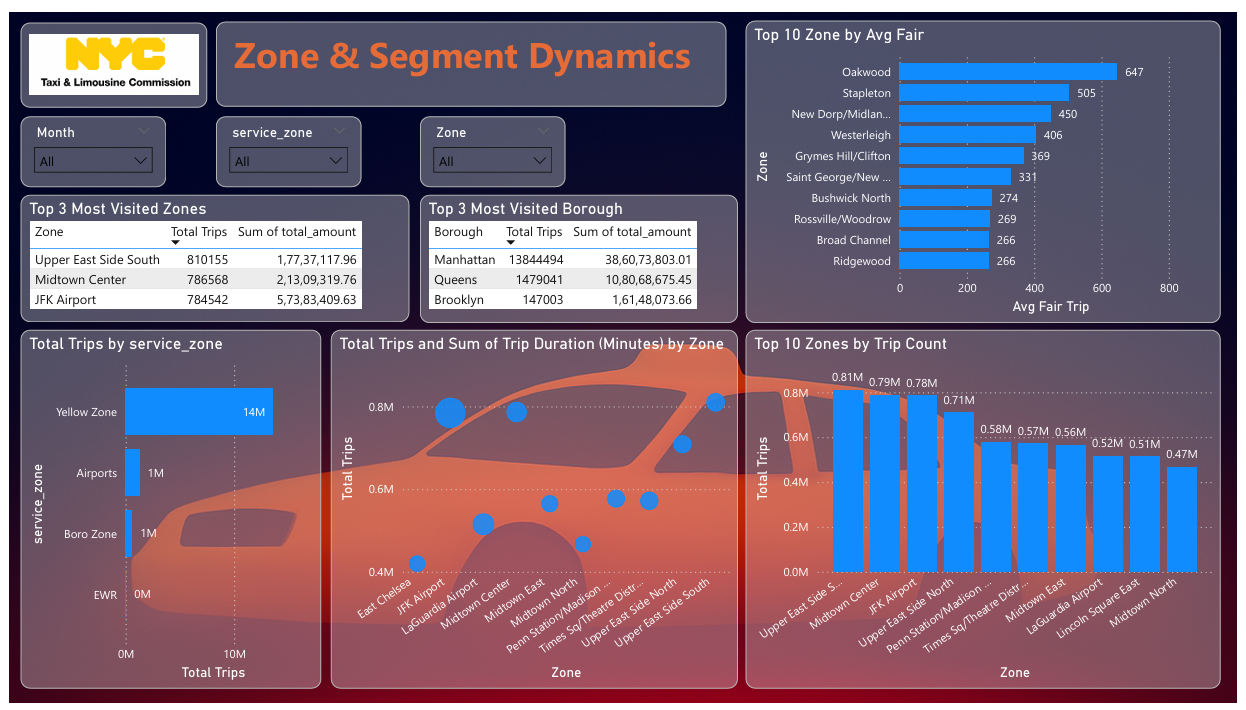 NYC
Taxi & Limousine Commission
Zone & Segment Dynamics
Month
All
service_zone
All
Zone
All
Top 3 Most Visited Zones
Zone Total Trips Sum of total_amount
Upper East Side South 810155 1,77,37,117.96
Midtown Center 786568 2,13,09,319.76
JFK Airport 784542 5,73,83,409.63
Top 3 Most Visited Borough
Borough Total Trips Sum of total_amount
Manhattan 13844494 38,60,73,803.01
Queens 1479041 10,80,68,675.45
Brooklyn 147003 1,61,48,073.66
Top 10 Zone by Avg Fair
Zone
Oakwood 647
Stapleton 505
New Dorp/Midlan... 450
Westerleigh 406
Grymes Hill/Clifton 369
Saint George/New ... 331
Bushwick North 274
Rossville/Woodrow 269
Broad Channel 266
Ridgewood 266
0 200 400 600 800
Avg Fair Trip
Total Trips by service_zone
service_zone
Yellow Zone 14M
Airports 1M
Boro Zone 1M
EWR 0M
0M 10M
Total Trips
Total Trips and Sum of Trip Duration (Minutes) by Zone
Total Trips
0.8M
0.6M
0.4M
East Chelsea
JFK Airport
LaGuardia Airport
Midtown Center
Midtown East
Midtown North
Penn Station/Madison ...
Times Sq/Theatre Distr...
Upper East Side North
Upper East Side South
Zone
Top 10 Zones by Trip Count
Total Trips
0.8M
0.6M
0.4M
0.2M
0.0M
0.81M 0.79M 0.78M 0.71M 0.58M 0.57M 0.56M 0.52M 0.51M 0.47M
Upper East Side S...
Midtown Center
JFK Airport
Upper East Side North
Penn Station/Madison ...
Times Sq/Theatre Distr...
Midtown East
LaGuardia Airport
Lincoln Square East
Midtown North
Zone